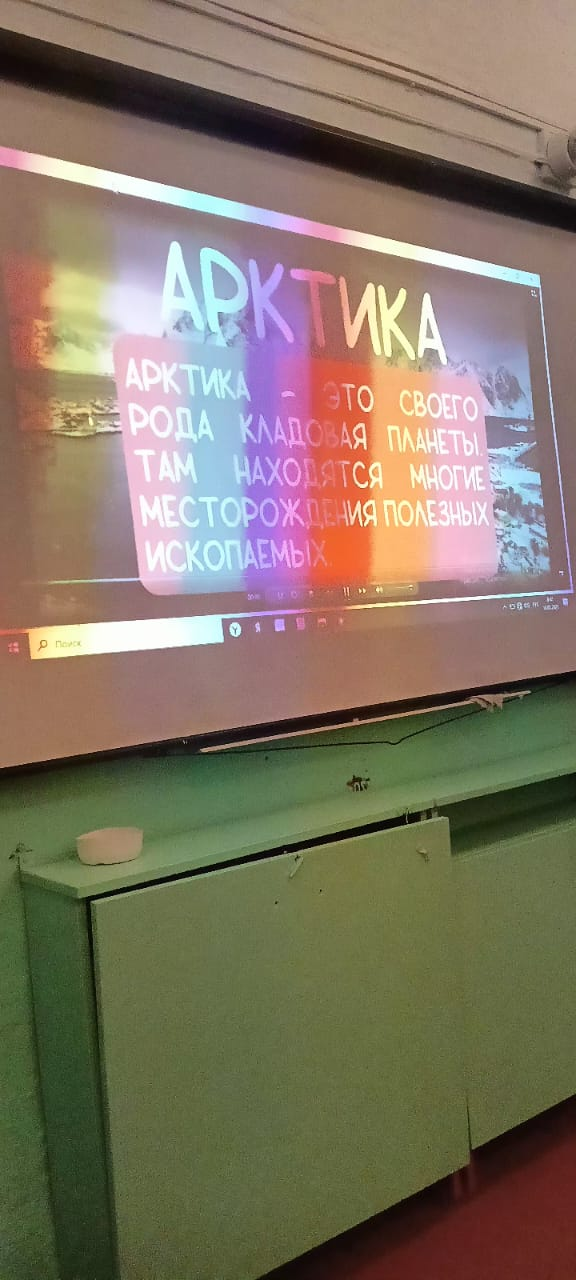 АРКТИКА
АРКТИКА - ЭТО СВОЕГО
РОДА КЛАДОВАЯ ПЛАНЕТЫ.
ТАМ НАХОДЯТСЯ МНОГИЕ
МЕСТОРОЖДЕНИЯ ПОЛЕЗНЫХ
ИСКОПАЕМЫХ.
Поиск